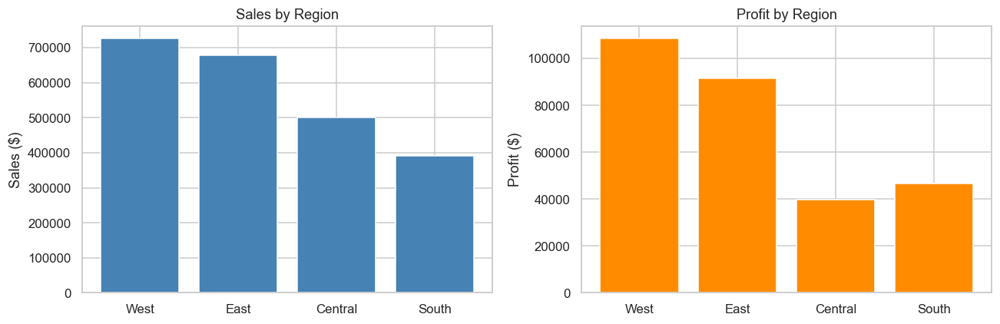 Sales by Region
Sales ($)
700000
600000
500000
400000
300000
200000
100000
0
West East Central South
Profit by Region
Profit ($)
100000
80000
60000
40000
20000
0
West East Central South